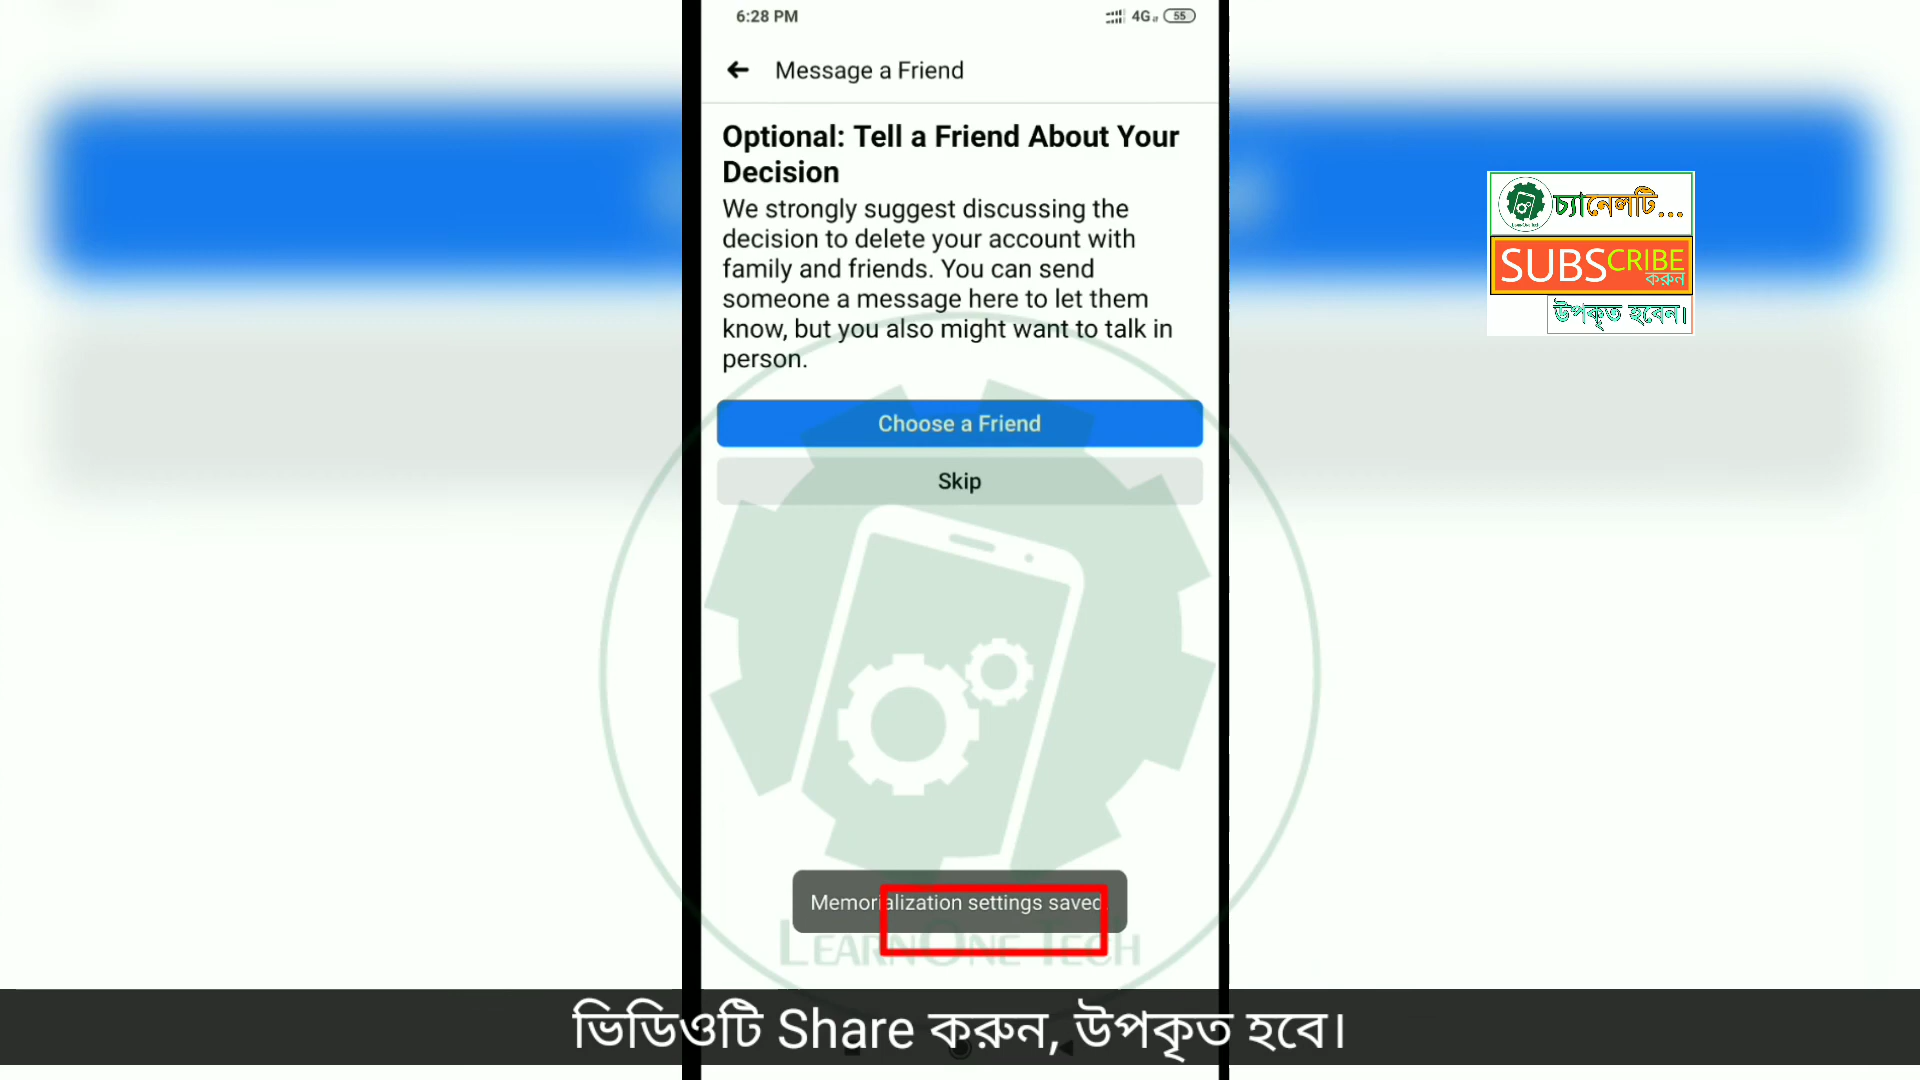 6:28 PM
4G
55
Message a Friend
Optional: Tell a Friend About Your
Decision
We strongly suggest discussing the
decision to delete your account with
family and friends. You can send
someone a message here to let them
know, but you also might want to talk in
person.
Choose a Friend
Skip
Memorialization settings saved
LEARNONE TECH
চ্যানেলটি...
SUBSCRIBE
করুন
উপকৃত হবেন।
ভিডিওটি Share করুন, উপকৃত হবে।